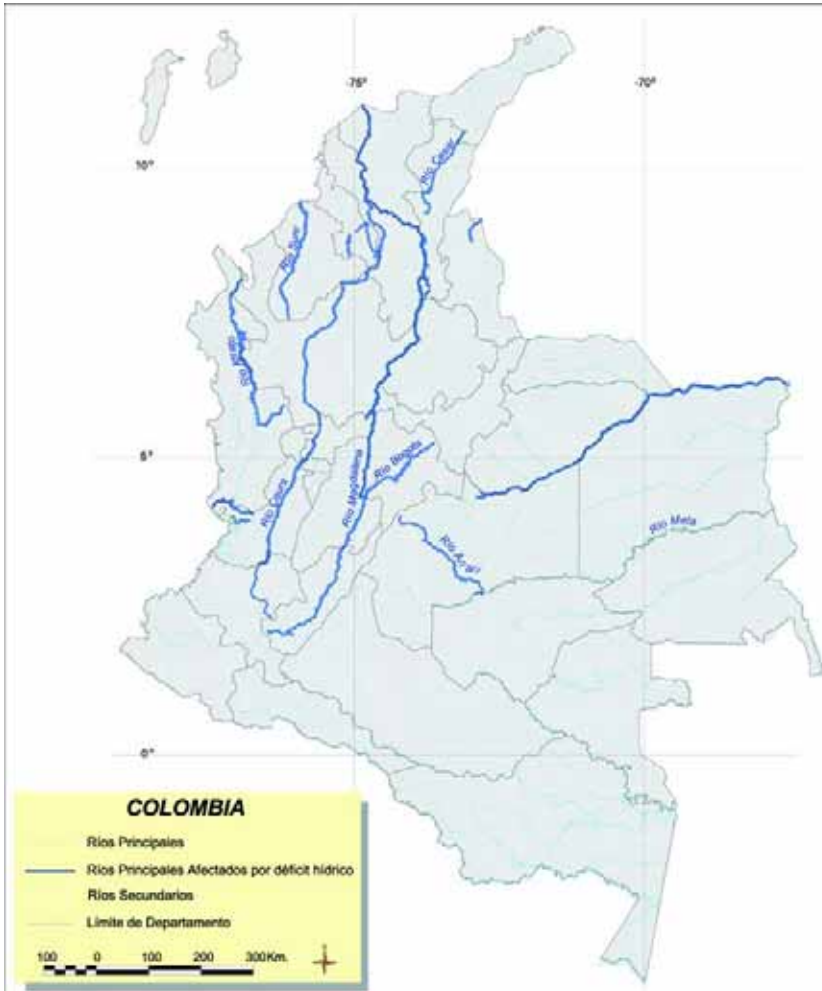 -75°
-70°
10°
Río Cesar
Río Sinú
Río Atrato
5°
Río Bogotá
Río Magdalena
Río Cauca
Río Meta
Río
0°
COLOMBIA
Ríos Principales
Ríos Principales Afectados por déficit hídrico
Ríos Secundarios
Límite de Departamento
100 0 100 200 300Km.